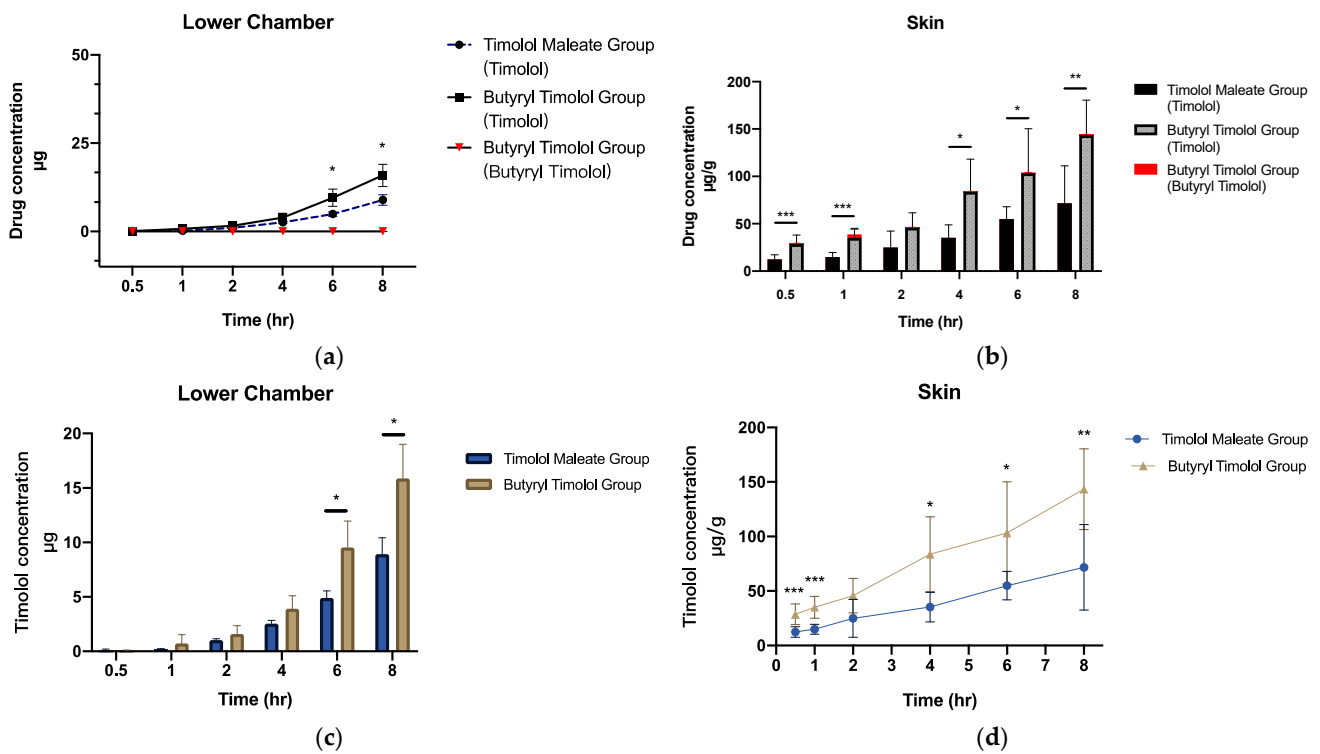 Lower Chamber
50
25
0
Drug concentration
µg
0.5 1 2 4 6 8
Time (hr)
* *
Timolol Maleate Group
(Timolol)
Butyryl Timolol Group
(Timolol)
Butyryl Timolol Group
(Butyryl Timolol)
(a)
Skin
200
150
100
50
0
Drug concentration
µg/g
*** *** * * **
0.5 1 2 4 6 8
Time (hr)
Timolol Maleate Group
(Timolol)
Butyryl Timolol Group
(Timolol)
Butyryl Timolol Group
(Butyryl Timolol)
(b)
Lower Chamber
20
15
10
5
0
Timolol concentration
µg
* *
0.5 1 2 4 6 8
Time (hr)
Timolol Maleate Group
Butyryl Timolol Group
(c)
Skin
200
150
100
50
0
Timolol concentration
µg/g
*** *** * * **
0 1 2 3 4 5 6 7 8
Time (hr)
Timolol Maleate Group
Butyryl Timolol Group
(d)